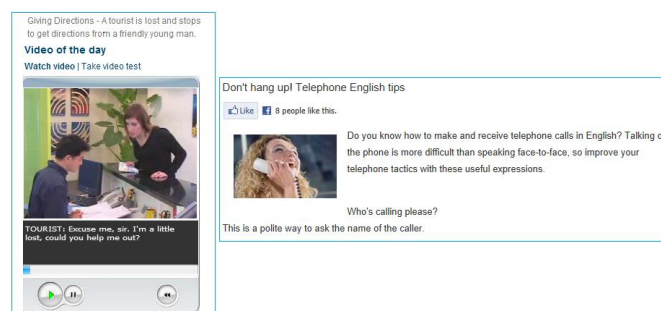 Giving Directions - A tourist is lost and stops
to get directions from a friendly young man.
Video of the day
Watch video | Take video test
TOURIST: Excuse me, sir. I'm a little
lost, could you help me out?
Don't hang up! Telephone English tips
Like 8 people like this.
Do you know how to make and receive telephone calls in English? Talking o
the phone is more difficult than speaking face-to-face, so improve your
telephone tactics with these useful expressions.
Who's calling please?
This is a polite way to ask the name of the caller.